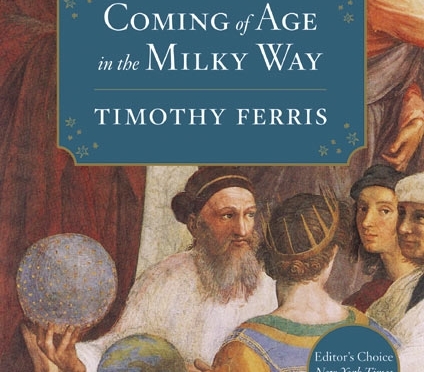 COMING of AGE
in the MILKY WAY
TIMOTHY FERRIS
Editor's Choice
New York Times